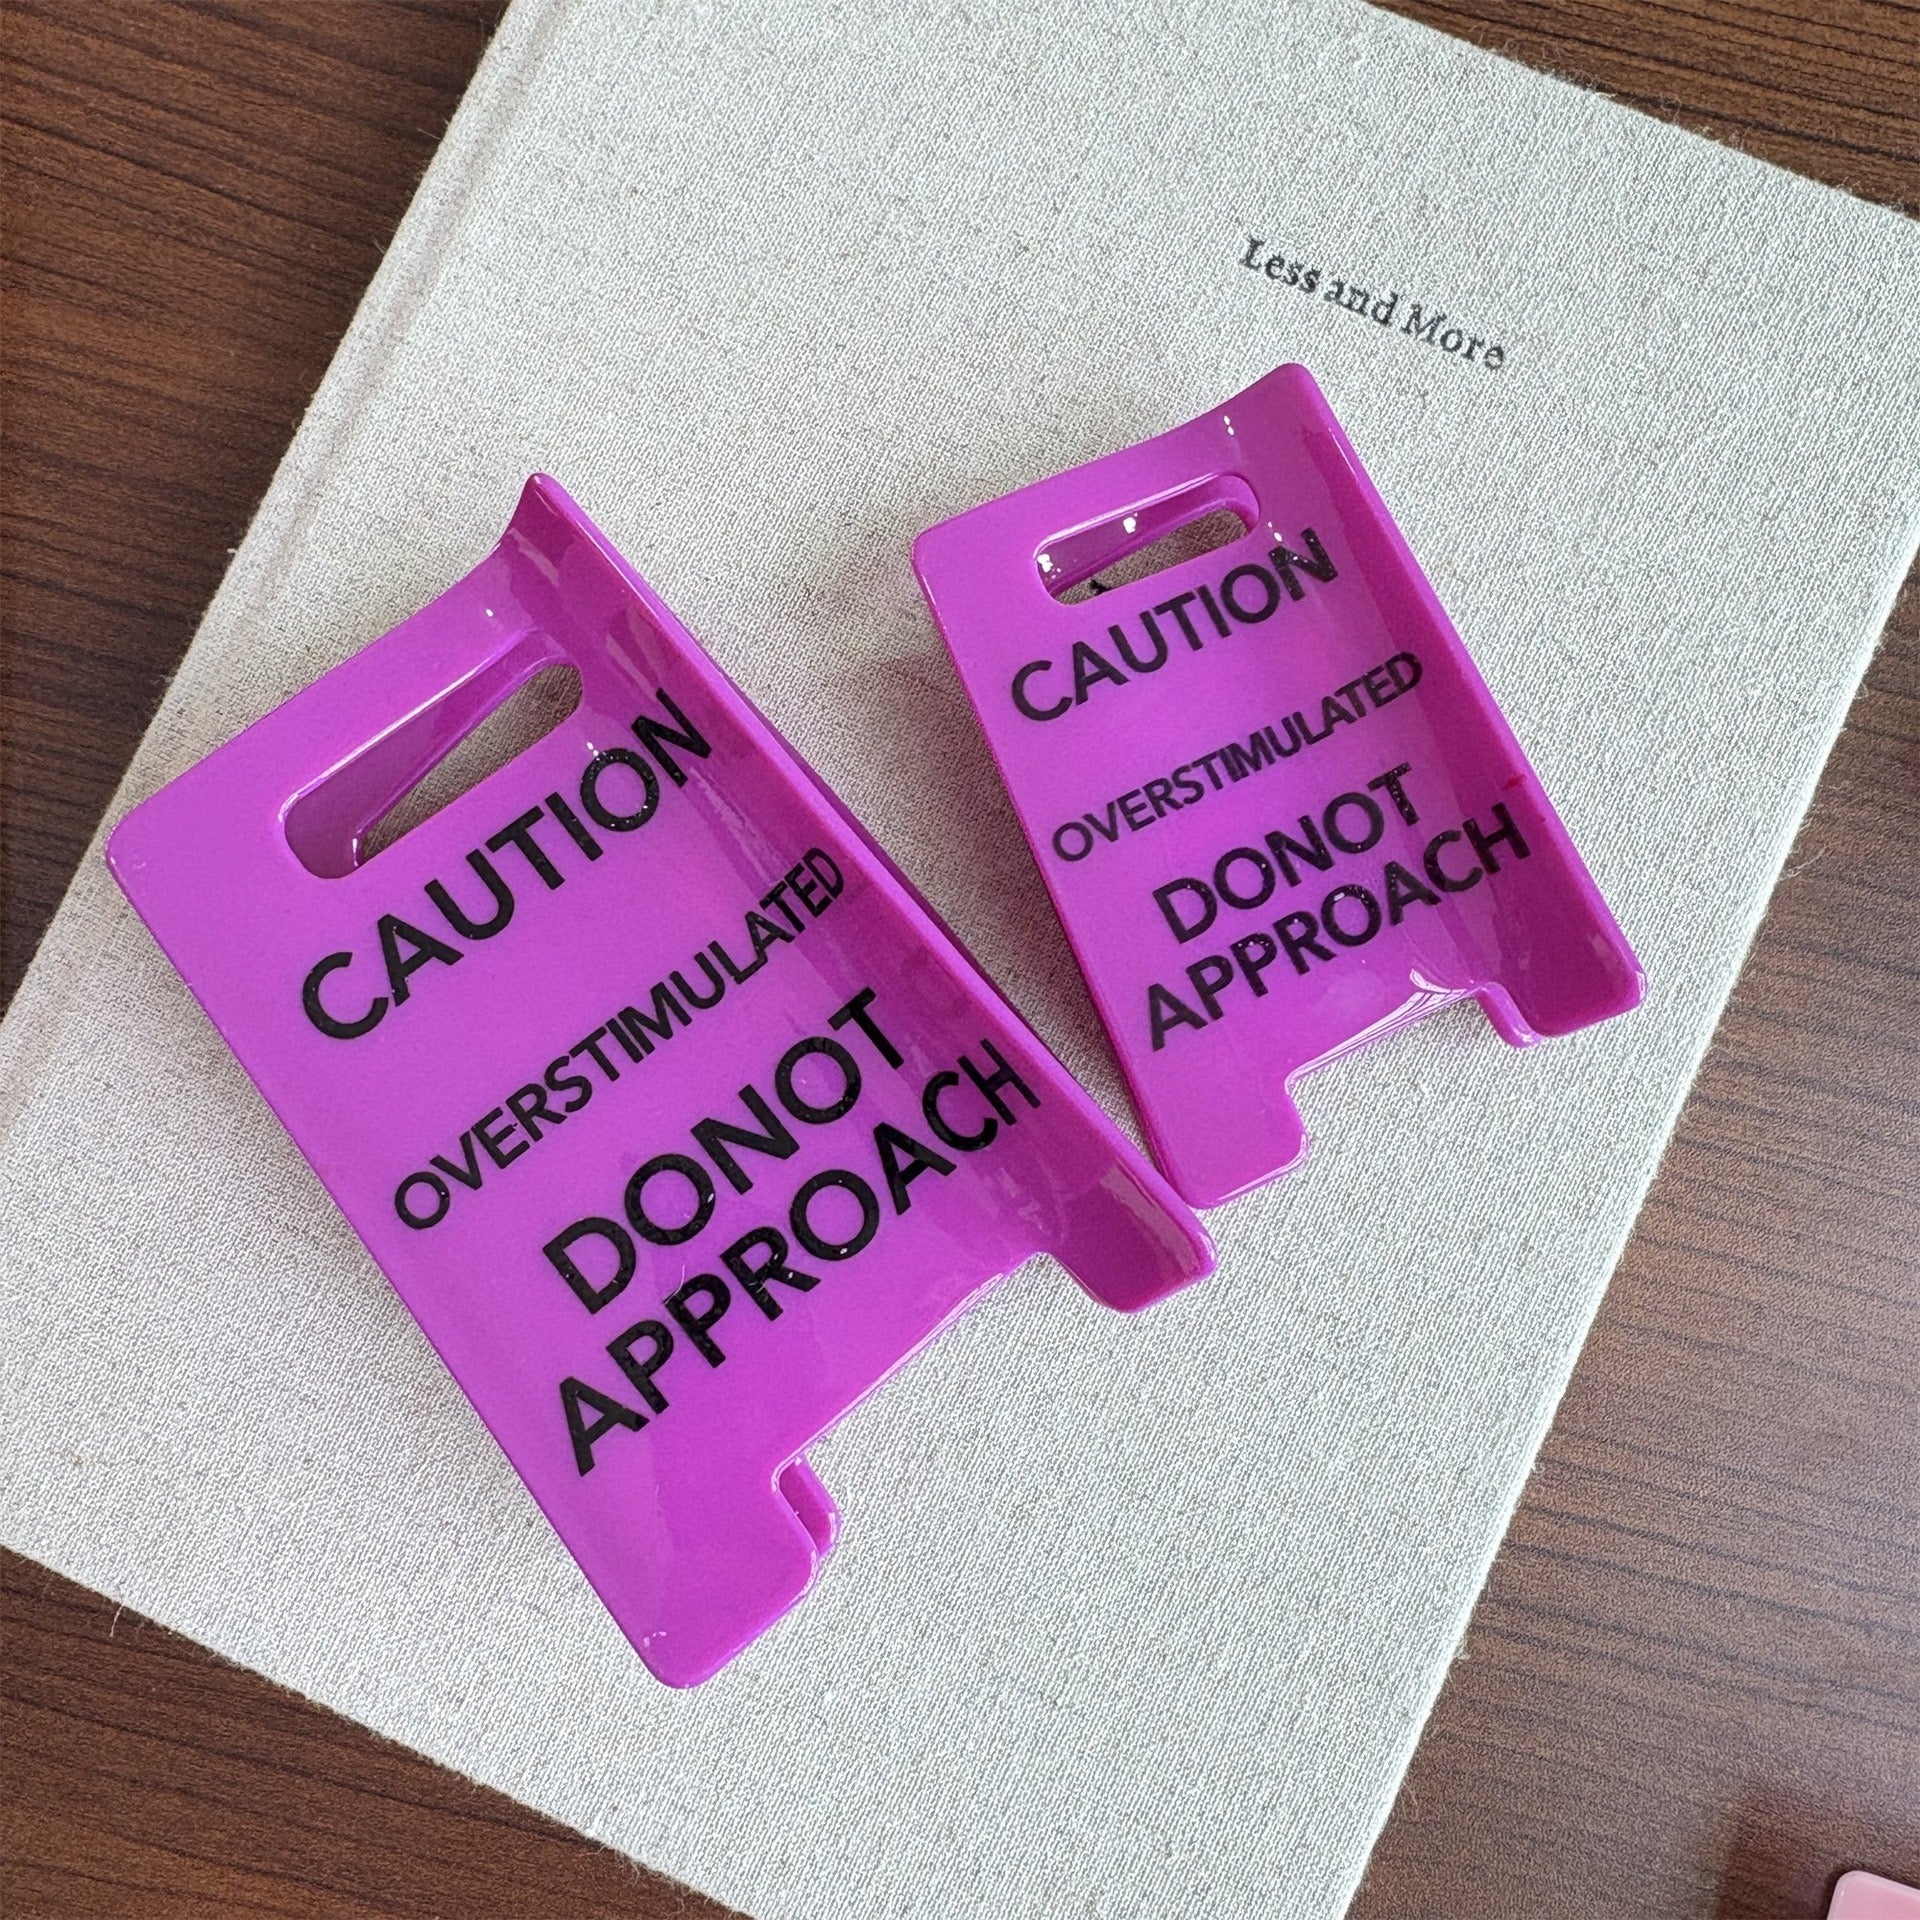 Less and More
CAUTION
OVERSTIMULATED
DONOT
APPROACH
CAUTION
OVERSTIMULATED
DONOT
APPROACH